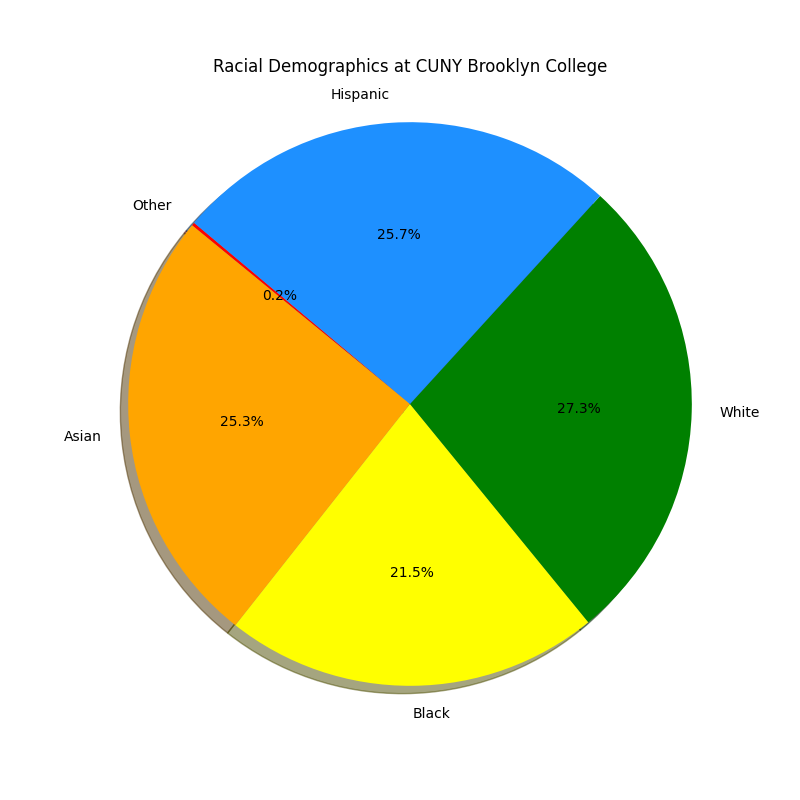 Racial Demographics at CUNY Brooklyn College
Hispanic
Other
25.7%
0.2%
27.3%
White
25.3%
Asian
21.5%
Black